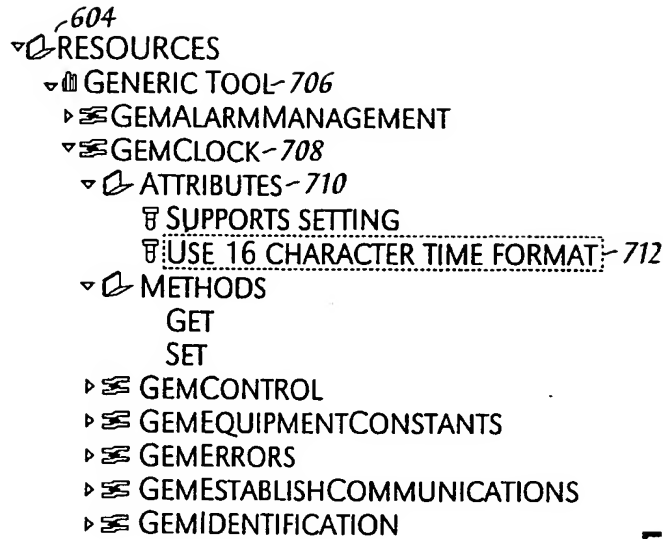 604
RESOURCES
GENERIC TOOL 706
GEMALARMMANAGEMENT
GEMCLOCK 708
ATTRIBUTES 710
SUPPORTS SETTING
USE 16 CHARACTER TIME FORMAT 712
METHODS
GET
SET
GEMCONTROL
GEMEQUIPMENTCONSTANTS
GEMERRORS
GEMESTABLISHCOMMUNICATIONS
GEMIDENTIFICATION